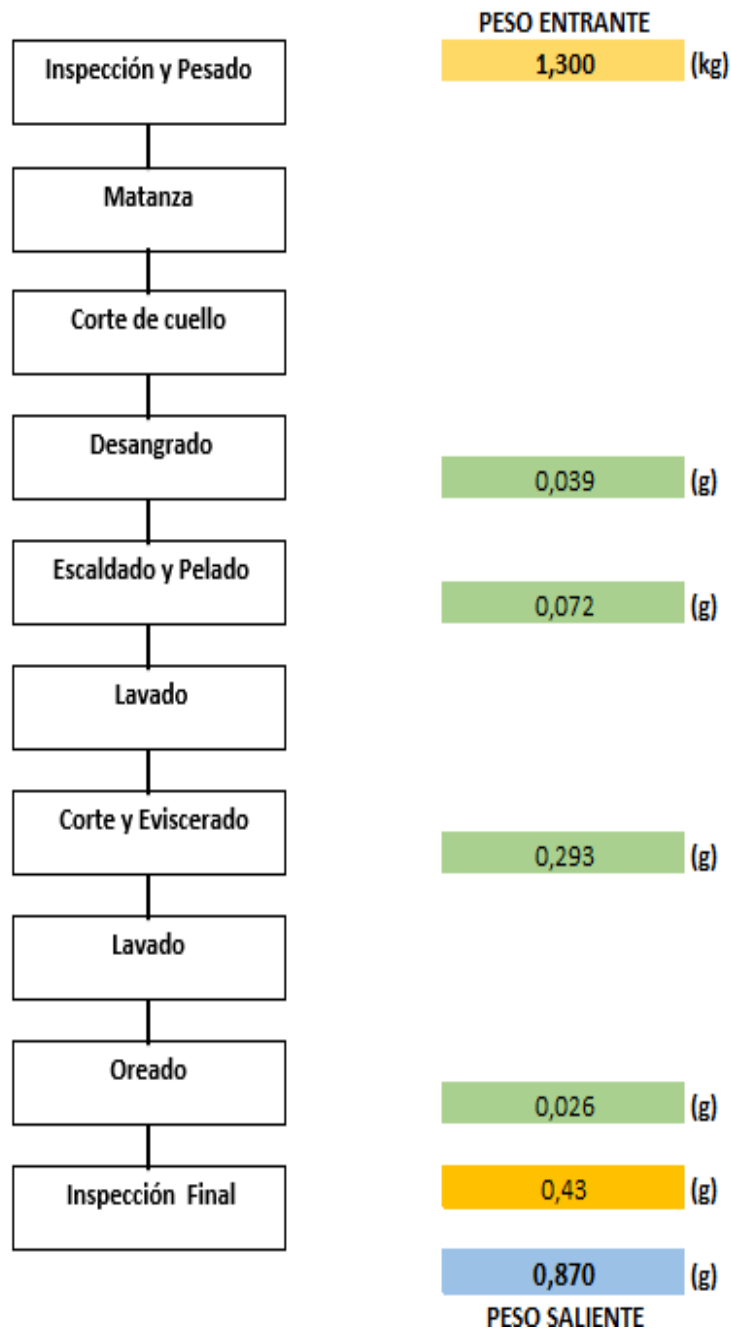 PESO ENTRANTE
Inspección y Pesado 1,300 (kg)
Matanza
Corte de cuello
Desangrado 0,039 (g)
Escaldado y Pelado 0,072 (g)
Lavado
Corte y Eviscerado 0,293 (g)
Lavado
Oreado 0,026 (g)
Inspección Final 0,43 (g)
0,870 (g)
PESO SALIENTE